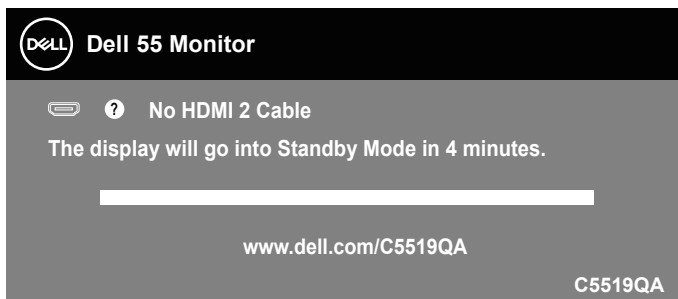 DELL
Dell 55 Monitor
? No HDMI 2 Cable
The display will go into Standby Mode in 4 minutes.
www.dell.com/C5519QA
C5519QA